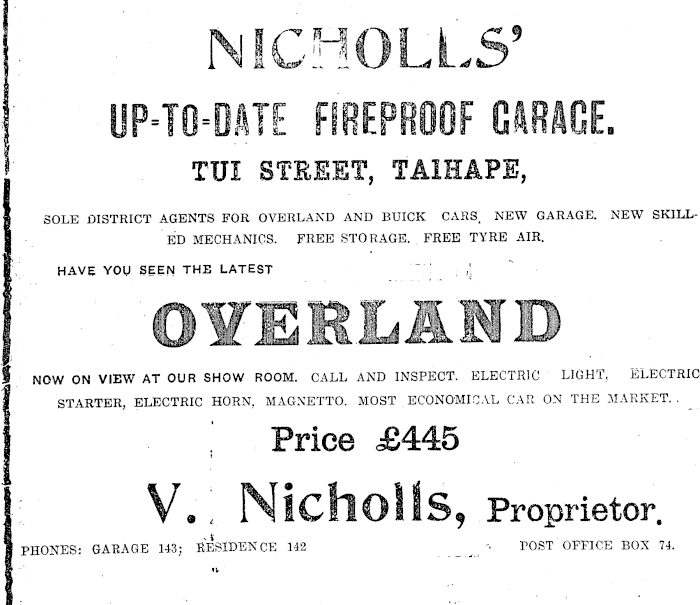 NICHOLLS'
UP=TO=DATE FIREPROOF GARAGE.
TUI STREET, TAIHAPE,
SOLE DISTRICT AGENTS FOR OVERLAND AND BUICK CARS. NEW GARAGE. NEW SKILL-
ED MECHANICS. FREE STORAGE. FREE TYRE AIR.
HAVE YOU SEEN THE LATEST
OVERLAND
NOW ON VIEW AT OUR SHOW ROOM. CALL AND INSPECT. ELECTRIC LIGHT, ELECTRIC
STARTER, ELECTRIC HORN, MAGNETTO. MOST ECONOMICAL CAR ON THE MARKET.
Price £445
V. Nicholls, Proprietor.
PHONES: GARAGE 143; RESIDENCE 142 POST OFFICE BOX 74.